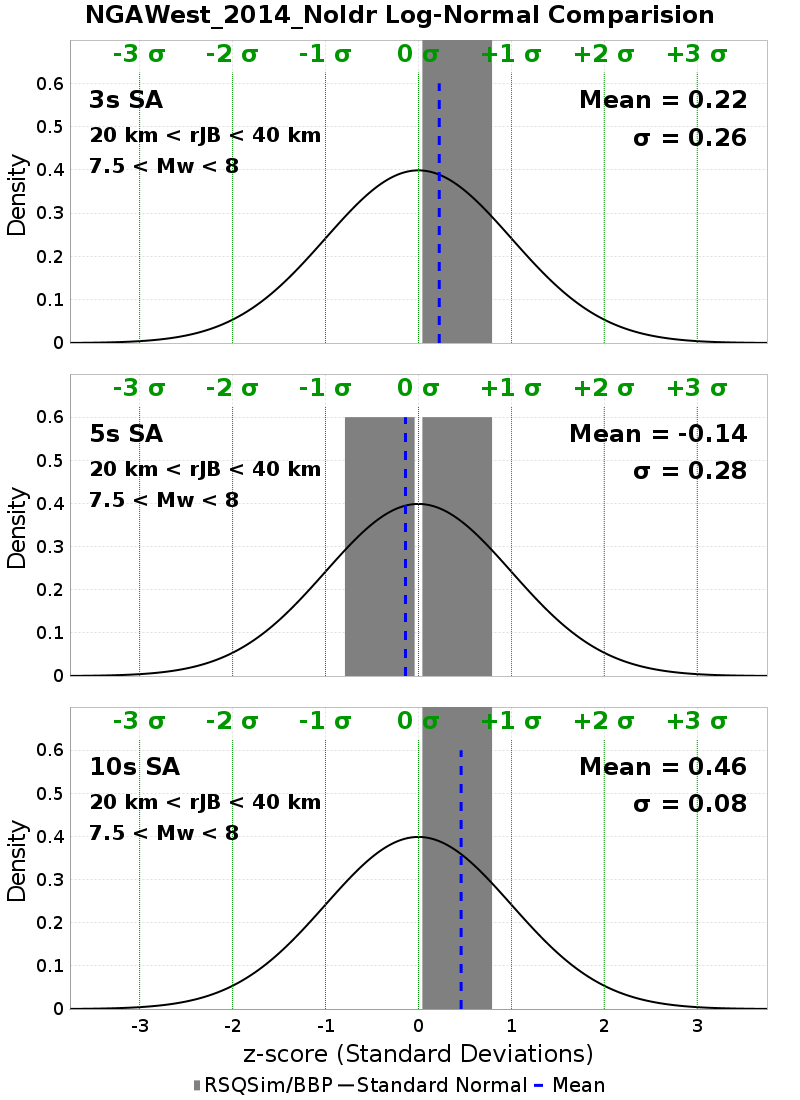 NGAWest_2014_NoIdr Log-Normal Comparision
-3 σ -2 σ -1 σ 0 σ +1 σ +2 σ +3 σ
0.6
3s SA
Mean = 0.22
0.5
20 km < rJB < 40 km
σ = 0.26
0.4
7.5 < Mw < 8
0.3
0.2
0.1
0
Density
-3 σ -2 σ -1 σ 0 σ +1 σ +2 σ +3 σ
0.6
5s SA
Mean = -0.14
0.5
20 km < rJB < 40 km
σ = 0.28
0.4
7.5 < Mw < 8
0.3
0.2
0.1
0
Density
-3 σ -2 σ -1 σ 0 σ +1 σ +2 σ +3 σ
0.6
10s SA
Mean = 0.46
0.5
20 km < rJB < 40 km
σ = 0.08
0.4
7.5 < Mw < 8
0.3
0.2
0.1
0
Density
-3 -2 -1 0 1 2 3
z-score (Standard Deviations)
RSQSim/BBP Standard Normal Mean